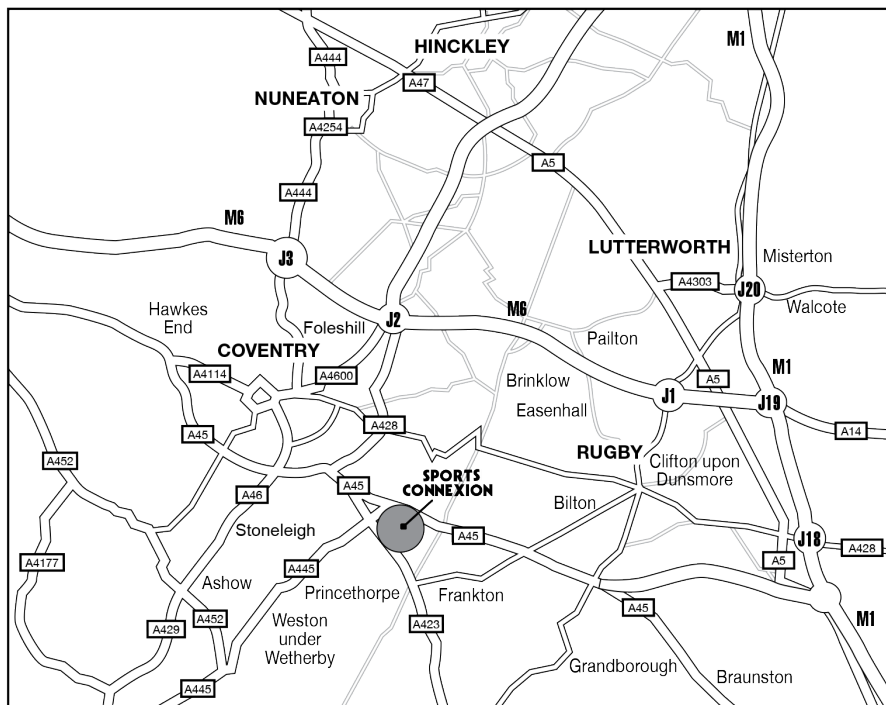 HINCKLEY
M1
A444
A47
NUNEATON
A4254
A5
A444
M6
LUTTERWORTH
Misterton
J3
A4303
J20
Hawkes
End
Foleshill
J2
M6
Walcote
Pailton
COVENTRY
A4114
A4600
Brinklow
A5
M1
J1
J19
Easenhall
A428
A45
A14
RUGBY
Clifton upon
Dunsmore
A452
SPORTS
CONNEXION
A46
A45
Bilton
Stoneleigh
A45
J18
A428
A4177
A445
A5
Ashow
Princethorpe
Frankton
A452
Weston
under
Wetherby
A423
A45
M1
A429
Grandborough
Braunston
A445